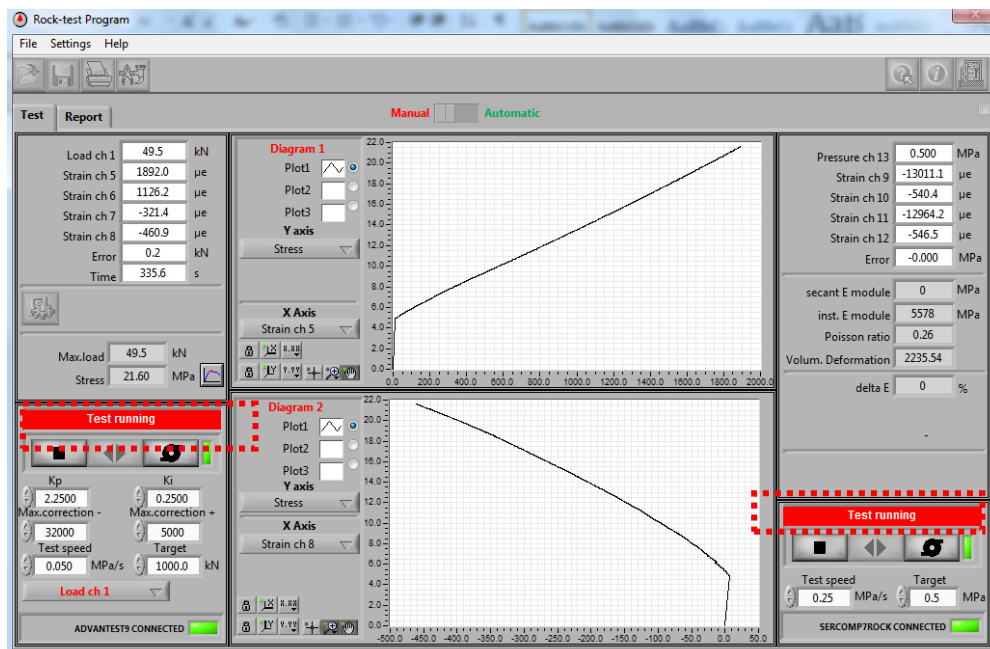 Rock-test Program
File Settings Help
Test Report
Manual Automatic
Load ch 1 49.5 kN
Strain ch 5 1892.0 µe
Strain ch 6 1126.2 µe
Strain ch 7 -321.4 µe
Strain ch 8 -460.9 µe
Error 0.2 kN
Time 335.6 s
Max.load 49.5 kN
Stress 21.60 MPa
Test running
Kp Ki
2.2500 0.2500
Max.correction - Max.correction +
32000 5000
Test speed Target
0.050 MPa/s 1000.0 kN
Load ch 1
ADVANTEST9 CONNECTED
Diagram 1
Plot1
Plot2
Plot3
Y axis
Stress
X Axis
Strain ch 5
22.0
20.0
18.0
16.0
14.0
12.0
10.0
8.0
6.0
4.0
2.0
0.0
0.0 200.0 400.0 600.0 800.0 1000.0 1200.0 1400.0 1600.0 1800.0 2000.0
Diagram 2
Plot1
Plot2
Plot3
Y axis
Stress
X Axis
Strain ch 8
22.0
20.0
18.0
16.0
14.0
12.0
10.0
8.0
6.0
4.0
2.0
0.0
-500.0 -450.0 -400.0 -350.0 -300.0 -250.0 -200.0 -150.0 -100.0 -50.0 0.0 50.0
Pressure ch 13 0.500 MPa
Strain ch 9 -13011.1 µe
Strain ch 10 -540.4 µe
Strain ch 11 -12964.2 µe
Strain ch 12 -546.5 µe
Error -0.000 MPa
secant E module 0 MPa
inst. E module 5578 MPa
Poisson ratio 0.26
Volum. Deformation 2235.54
delta E 0 %
-
Test running
Test speed Target
0.25 MPa/s 0.5 MPa
SERCOMP7ROCK CONNECTED